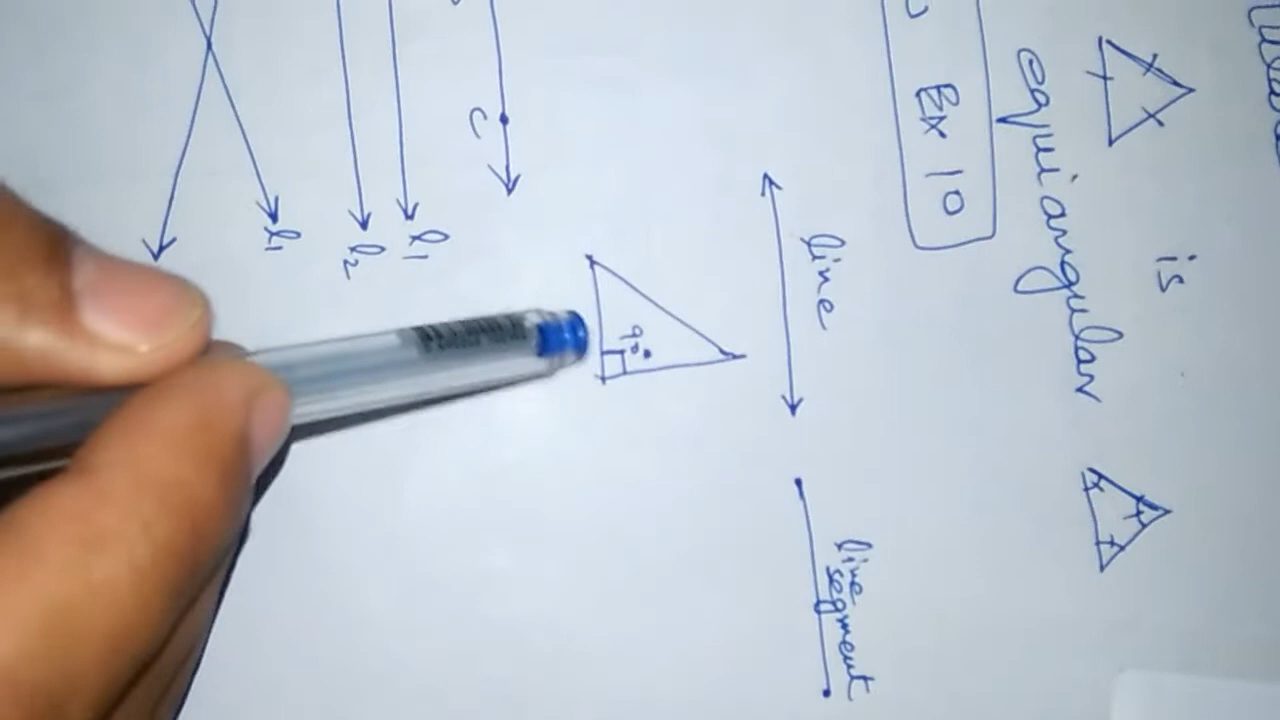 is
equiangular
Ex 10
line
line segment
90°
C
l₁
l₂
l₁